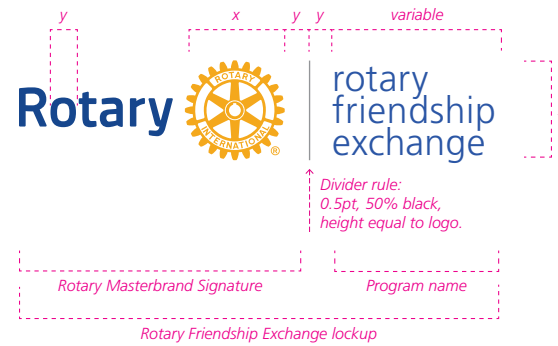 y x y y variable
Rotary
ROTARY
INTERNATIONAL
®
rotary
friendship
exchange
Divider rule:
0.5pt, 50% black,
height equal to logo.
Rotary Masterbrand Signature
Program name
Rotary Friendship Exchange lockup